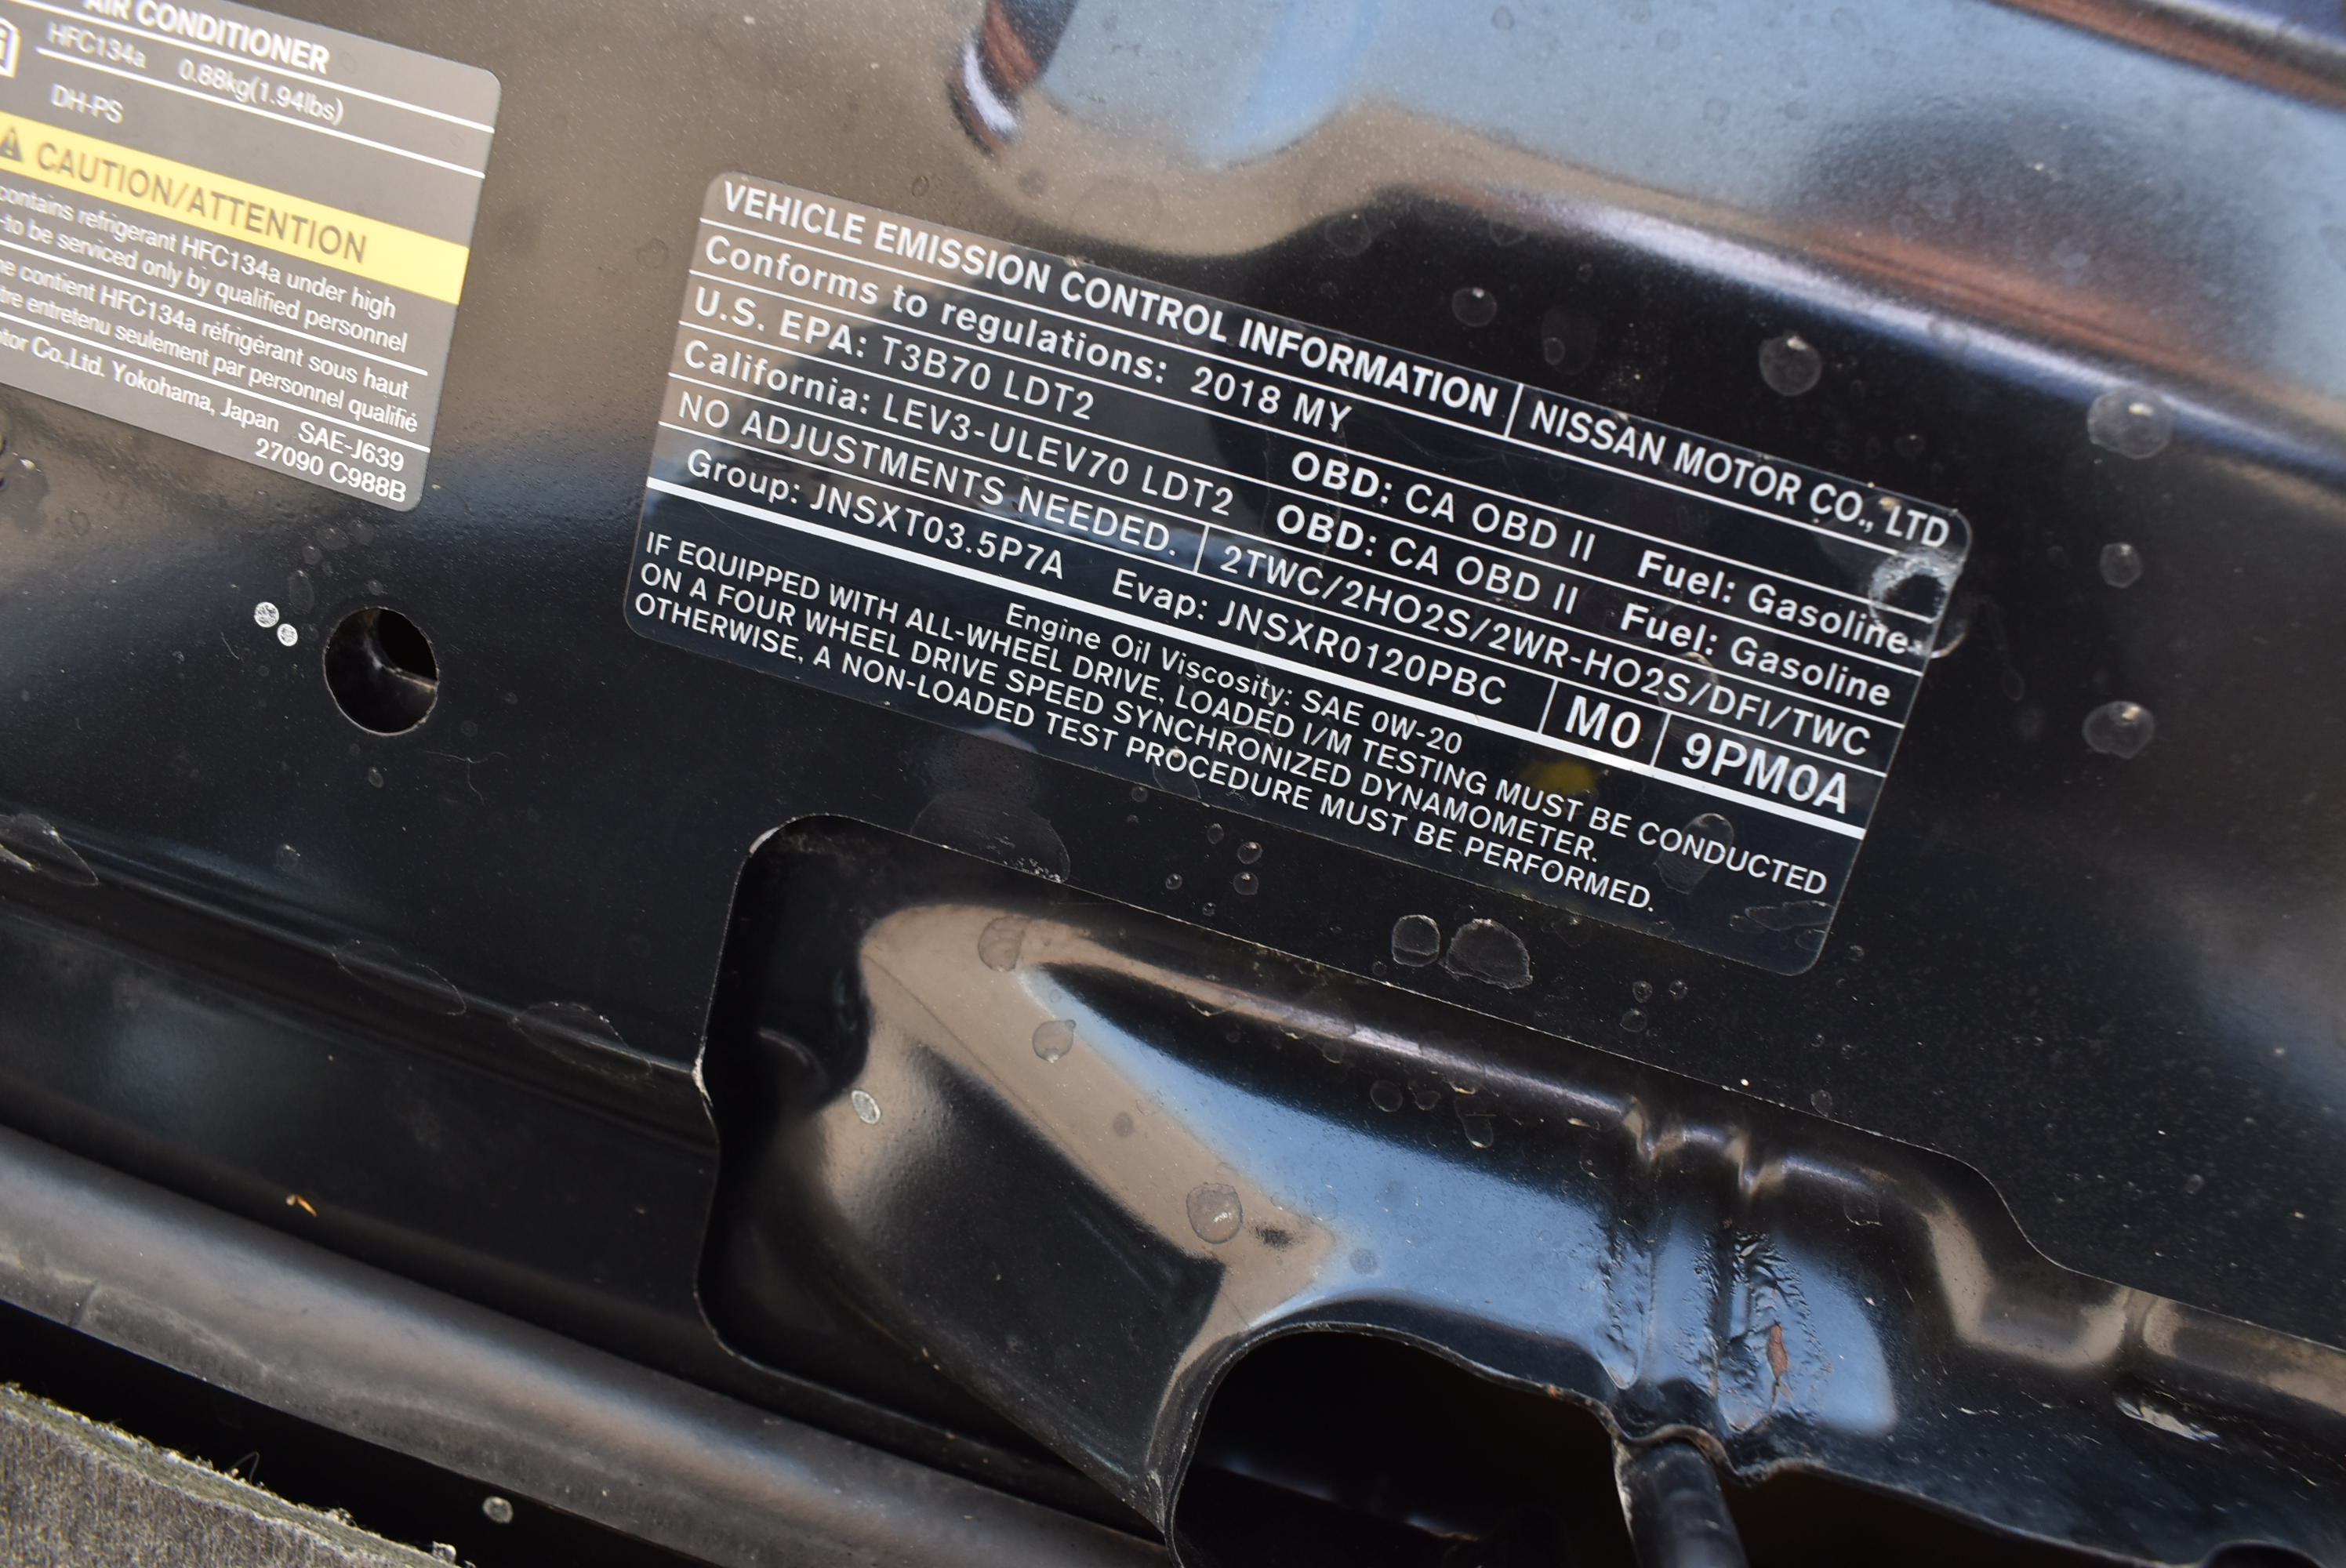 AIR CONDITIONER
HFC134a 0.88kg(1.94lbs)
DH-PS
CAUTION/ATTENTION
contains refrigerant HFC134a under high
to be serviced only by qualified personnel
contient HFC134a réfrigérant sous haut
entretenu seulement par personnel qualifié
Co.,Ltd. Yokohama, Japan SAE-J639
27090 C988B
VEHICLE EMISSION CONTROL INFORMATION NISSAN MOTOR CO., LTD
Conforms to regulations: 2018 MY
U.S. EPA: T3B70 LDT2 OBD: CA OBD II Fuel: Gasoline
California: LEV3-ULEV70 LDT2 OBD: CA OBD II Fuel: Gasoline
NO ADJUSTMENTS NEEDED. 2TWC/2HO2S/2WR-HO2S/DFI/TWC
Group: JNSXT03.5P7A Evap: JNSXR0120PBC M0 9PM0A
Engine Oil Viscosity: SAE 0W-20
IF EQUIPPED WITH ALL-WHEEL DRIVE, LOADED I/M TESTING MUST BE CONDUCTED
ON A FOUR WHEEL DRIVE SPEED SYNCHRONIZED DYNAMOMETER.
OTHERWISE, A NON-LOADED TEST PROCEDURE MUST BE PERFORMED.